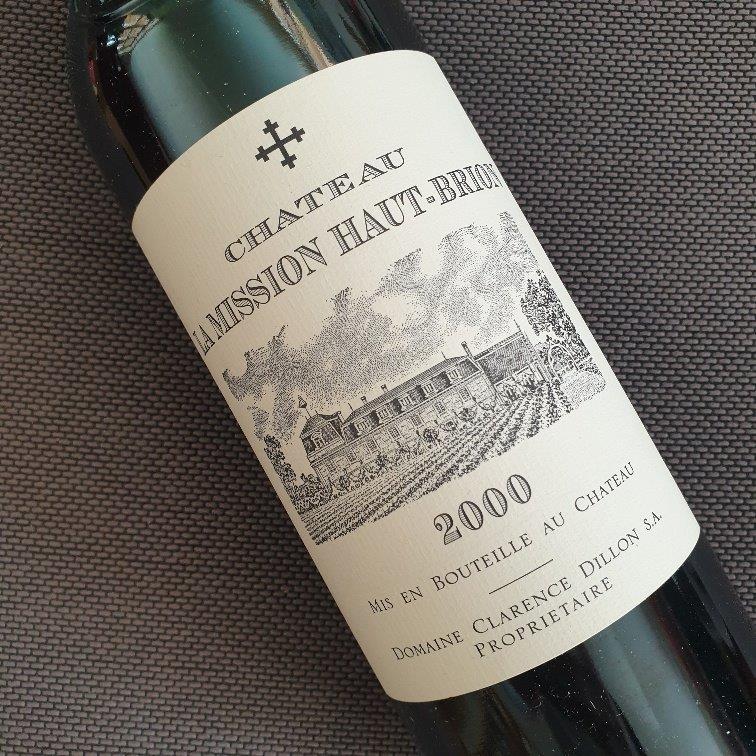 CHATEAU
LA MISSION HAUT-BRION
2000
MIS EN BOUTEILLE AU CHATEAU
DOMAINE CLARENCE DILLON S.A.
PROPRIETAIRE